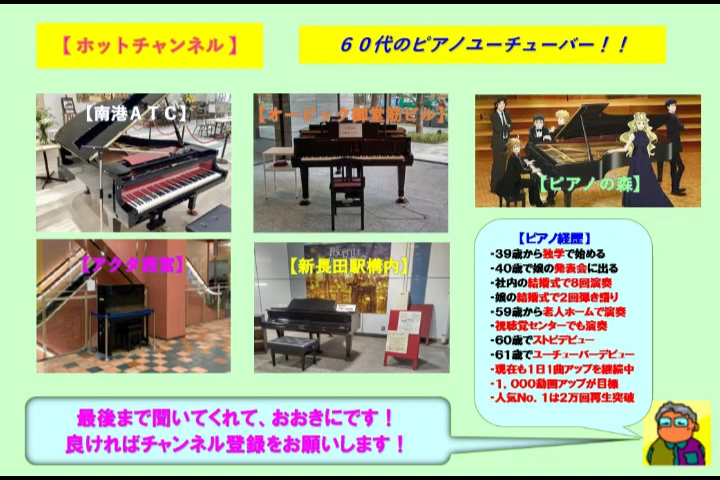 【ホットチャンネル】
６０代のピアノユーチューバー！！
【南港ＡＴＣ】
【オービック御堂筋ビル】
【ピアノの森】
【アクタ西宮】
【新長田駅構内】
【ピアノ経歴】
・39歳から独学で始める
・40歳で娘の発表会に出る
・社内の結婚式で8回演奏
・娘の結婚式で2回弾き語り
・59歳から老人ホームで演奏
・視聴覚センターでも演奏
・60歳でストピデビュー
・61歳でユーチューバーデビュー
・現在も1日1曲アップを継続中
・1，000動画アップが目標
・人気No．1は2万回再生突破
最後まで聞いてくれて、おおきにです！
良ければチャンネル登録をお願いします！